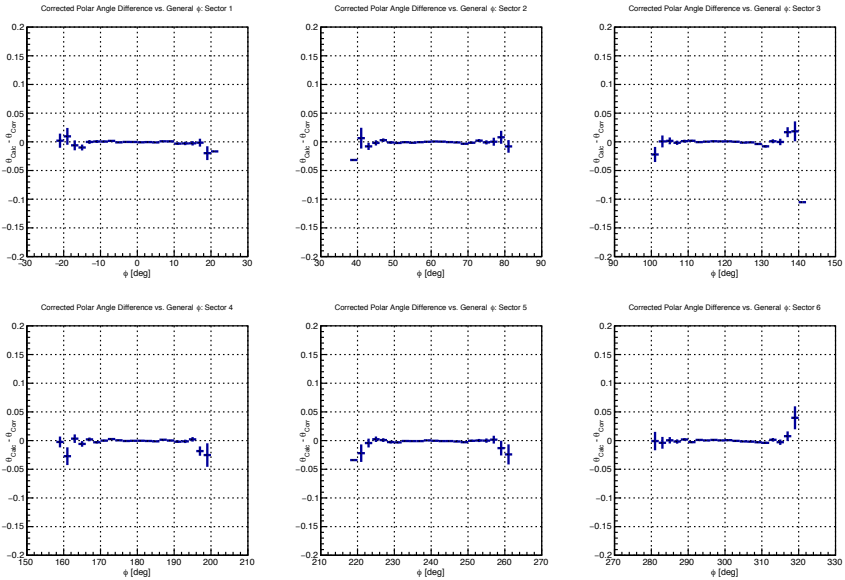 Corrected Polar Angle Difference vs. General ϕ: Sector 1
0.2
0.15
0.1
0.05
0
−0.05
−0.1
−0.15
−0.2
θCalc - θCorr
−30 −20 −10 0 10 20 30
ϕ [deg]
Corrected Polar Angle Difference vs. General ϕ: Sector 2
0.2
0.15
0.1
0.05
0
−0.05
−0.1
−0.15
−0.2
θCalc - θCorr
30 40 50 60 70 80 90
ϕ [deg]
Corrected Polar Angle Difference vs. General ϕ: Sector 3
0.2
0.15
0.1
0.05
0
−0.05
−0.1
−0.15
−0.2
θCalc - θCorr
90 100 110 120 130 140 150
ϕ [deg]
Corrected Polar Angle Difference vs. General ϕ: Sector 4
0.2
0.15
0.1
0.05
0
−0.05
−0.1
−0.15
−0.2
θCalc - θCorr
150 160 170 180 190 200 210
ϕ [deg]
Corrected Polar Angle Difference vs. General ϕ: Sector 5
0.2
0.15
0.1
0.05
0
−0.05
−0.1
−0.15
−0.2
θCalc - θCorr
210 220 230 240 250 260 270
ϕ [deg]
Corrected Polar Angle Difference vs. General ϕ: Sector 6
0.2
0.15
0.1
0.05
0
−0.05
−0.1
−0.15
−0.2
θCalc - θCorr
270 280 290 300 310 320 330
ϕ [deg]